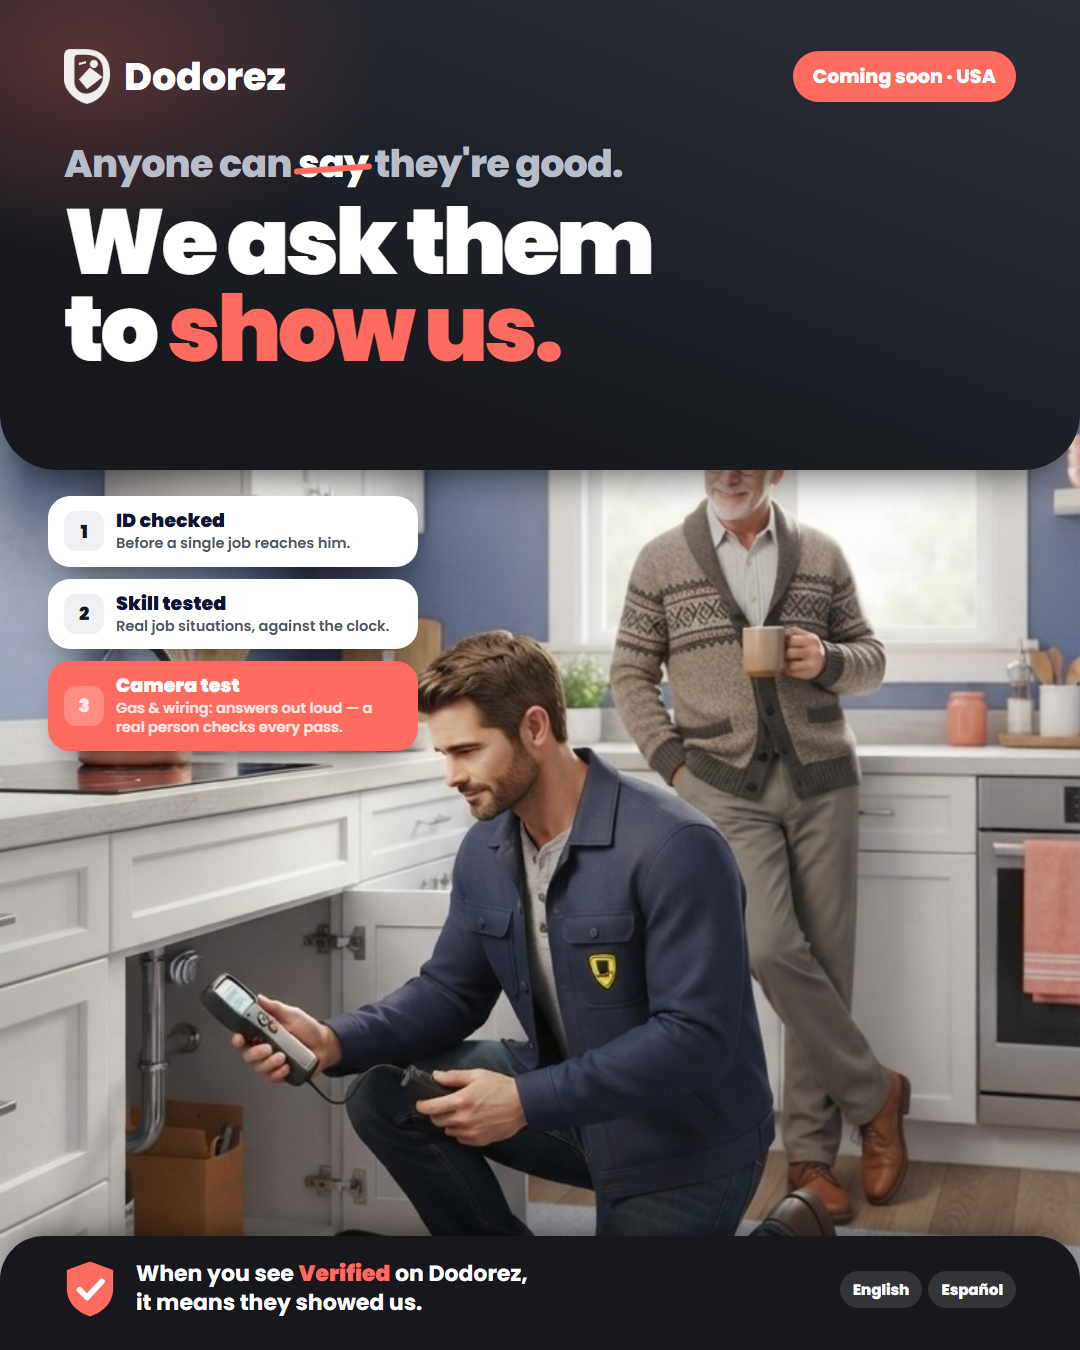 Dodorez
Coming soon • USA
Anyone can say they're good.
We ask them
to show us.
1
ID checked
Before a single job reaches him.
2
Skill tested
Real job situations, against the clock.
3
Camera test
Gas & wiring: answers out loud — a
real person checks every pass.
When you see Verified on Dodorez,
it means they showed us.
English
Español